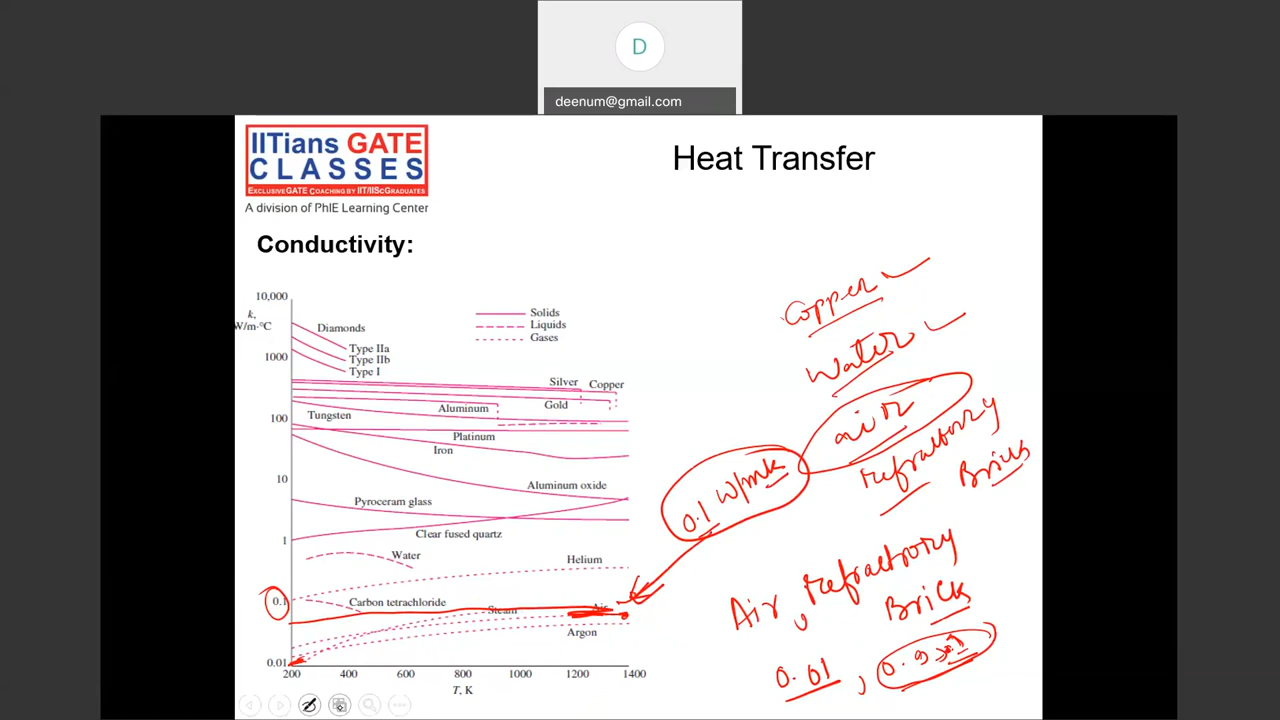 D
deenum@gmail.com
IITians GATE
CLASSES
EXCLUSIVE GATE COACHING BY IIT/IISC GRADUATES
A division of PhIE Learning Center
Heat Transfer
Conductivity:
10,000
k,
W/m·°C
1000
100
10
1
0.1
0.01
200
400
600
800
1000
1200
1400
T, K
Solids
Liquids
Gases
Diamonds
Type IIa
Type IIb
Type I
Silver
Copper
Gold
Aluminum
Tungsten
Platinum
Iron
Aluminum oxide
Pyroceram glass
Clear fused quartz
Water
Helium
Carbon tetrachloride
Steam
Air
Argon
Copper
Water
air
refractory
Bricks
0.1 W/mk
Air, refractory
Brick
0.01 ,